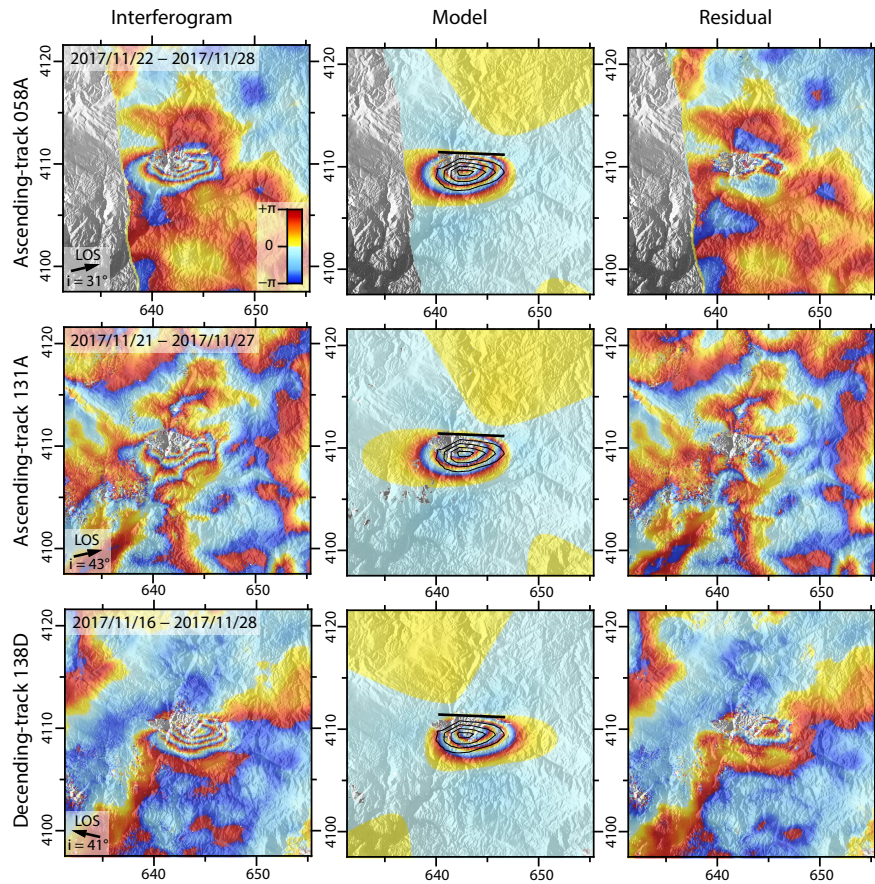 Interferogram Model Residual
Ascending-track 058A
2017/11/22 – 2017/11/28
4120
4110
4100
+π
0
−π
LOS
i = 31°
640 650
4120
4110
4100
640 650
4120
4110
4100
640 650
Ascending-track 131A
2017/11/21 – 2017/11/27
4120
4110
4100
LOS
i = 43°
640 650
4120
4110
4100
640 650
4120
4110
4100
640 650
Decending-track 138D
2017/11/16 – 2017/11/28
4120
4110
4100
LOS
i = 41°
640 650
4120
4110
4100
640 650
4120
4110
4100
640 650